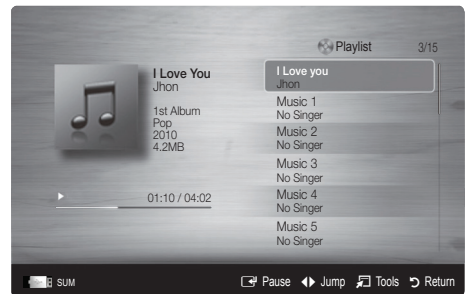 Playlist 3/15
I Love You
Jhon
1st Album
Pop
2010
4.2MB
01:10 / 04:02
I Love you
Jhon
Music 1
No Singer
Music 2
No Singer
Music 3
No Singer
Music 4
No Singer
Music 5
No Singer
SUM Pause Jump Tools Return